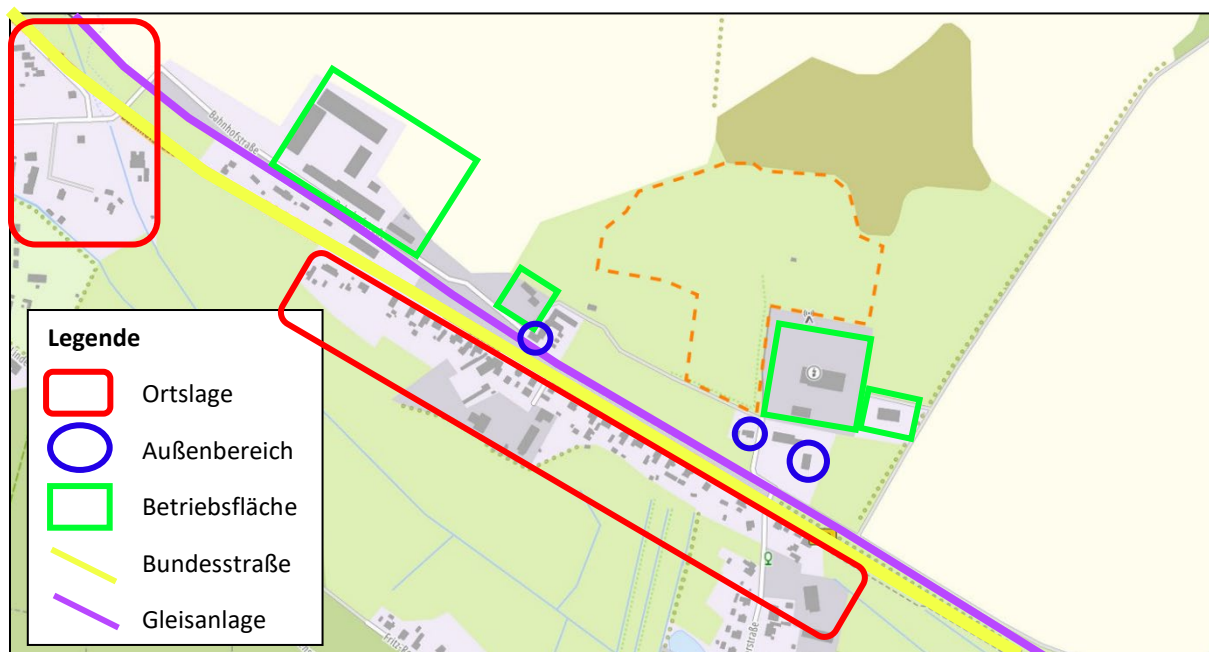 Bahnhofstraße
Legende
Ortslage
Außenbereich
Betriebsfläche
Bundesstraße
Gleisanlage